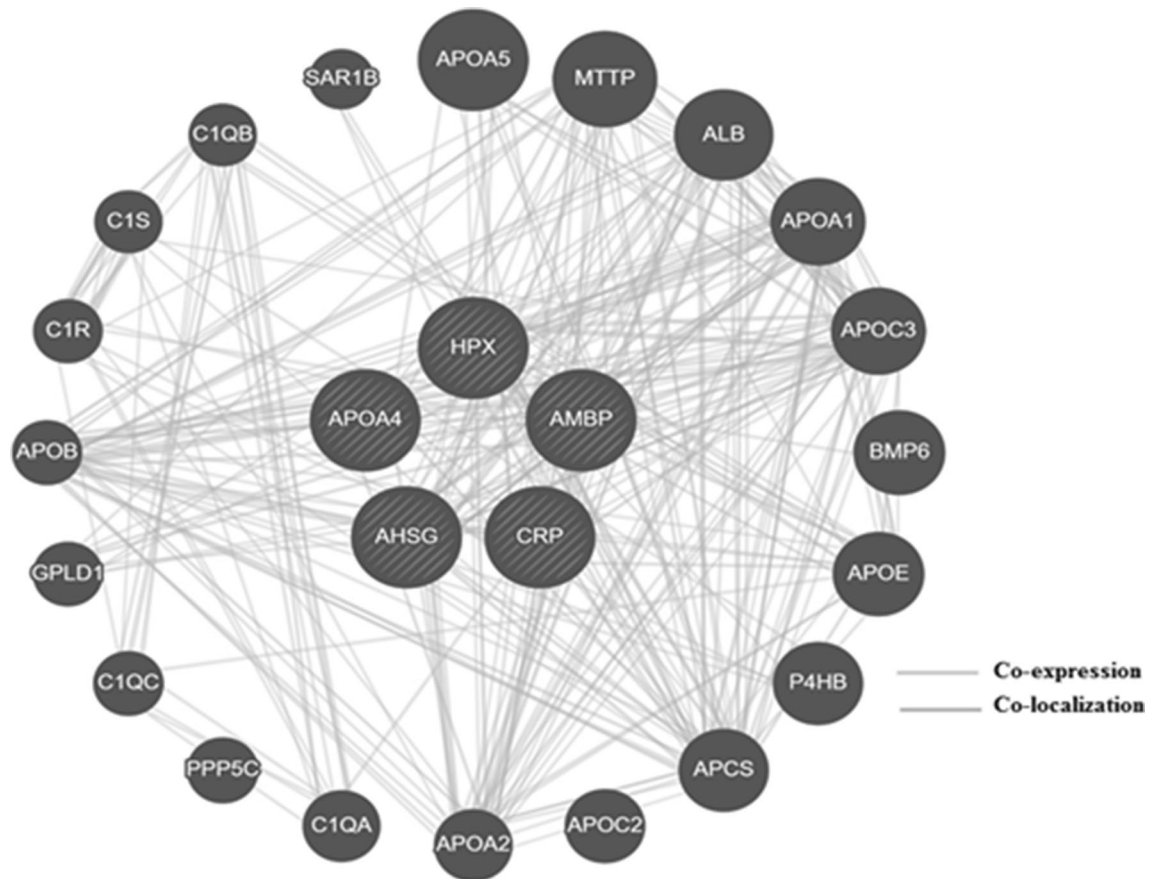 APOA5
SAR1B
MTTP
ALB
C1QB
C1S
APOA1
C1R
APOC3
HPX
APOA4
AMBP
APOB
BMP6
AHSG
CRP
GPLD1
APOE
C1QC
P4HB
Co-expression
Co-localization
PPP5C
APCS
C1QA
APOC2
APOA2